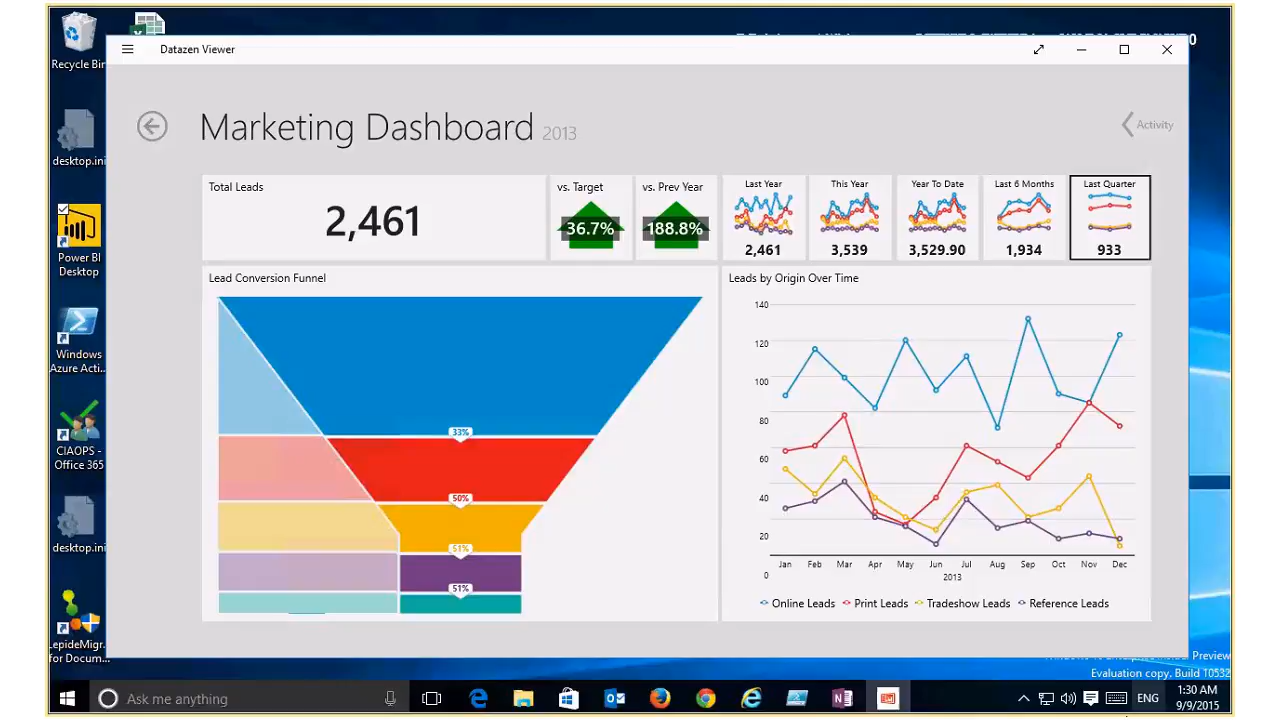 Recycle Bin
Datazen Viewer
desktop.ini
Marketing Dashboard 2013
Activity
Total Leads
2,461
vs. Target
36.7%
vs. Prev Year
188.8%
Last Year
2,461
This Year
3,539
Year To Date
3,529.90
Last 6 Months
1,934
Last Quarter
933
Power BI
Desktop
Windows
Azure Acti...
CIAOPS -
Office 365
desktop.ini
LepideMigr...
for Docum...
Lead Conversion Funnel
33%
50%
51%
51%
Leads by Origin Over Time
140
120
100
80
60
40
20
0
Jan Feb Mar Apr May Jun Jul Aug Sep Oct Nov Dec
2013
Online Leads Print Leads Tradeshow Leads Reference Leads
Preview
Evaluation copy. Build 10532
Ask me anything
ENG
1:30 AM
9/9/2015